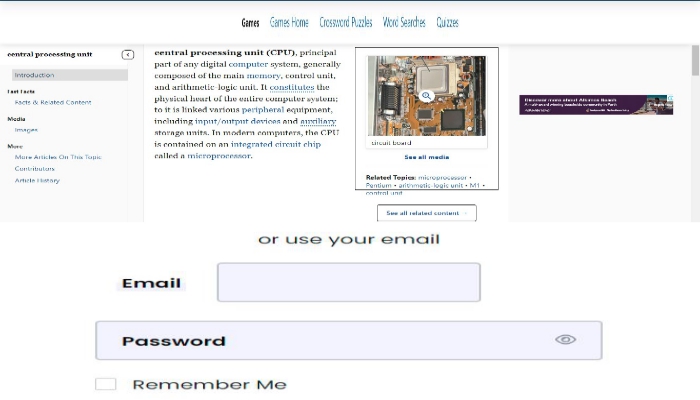 Games Games Home Crossword Puzzles Word Searches Quizzes
central processing unit
Introduction
Fast Facts
Facts & Related Content
Media
Images
More
More Articles On This Topic
Contributors
Article History
central processing unit (CPU), principal
part of any digital computer system, generally
composed of the main memory, control unit,
and arithmetic-logic unit. It constitutes the
physical heart of the entire computer system;
to it is linked various peripheral equipment,
including input/output devices and auxiliary
storage units. In modern computers, the CPU
is contained on an integrated circuit chip
called a microprocessor.
circuit board
See all media
Related Topics: microprocessor •
Pentium • arithmetic-logic unit • M1 •
control unit
See all related content →
Discover more about Alkimos Beach
or use your email
Email
Password
Remember Me